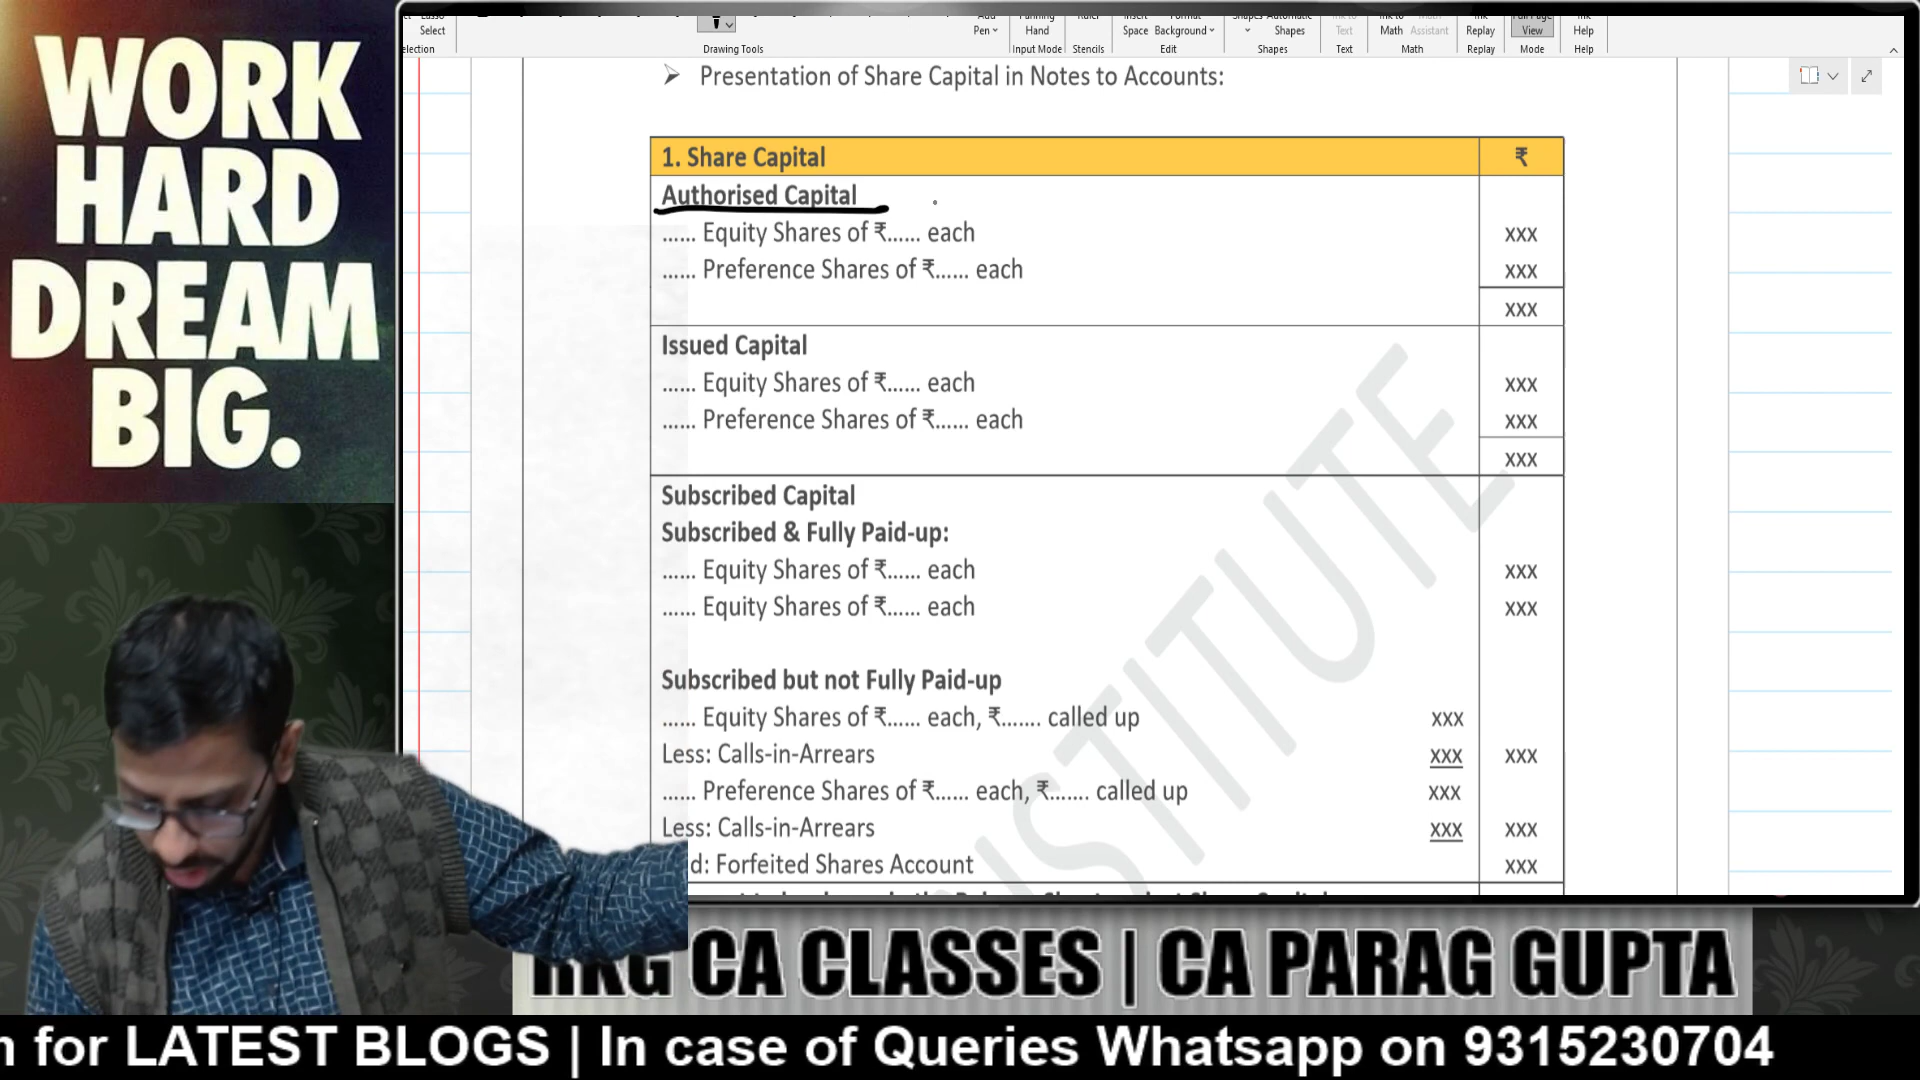 WORK
HARD
DREAM
BIG.
Select
Pen
Hand
Space Background
Shapes Automatic
Shapes
Text
Math Assistant
Replay
View
Help
Drawing Tools
Input Mode
Stencils
Edit
Shapes
Text
Math
Replay
Mode
Help
➤ Presentation of Share Capital in Notes to Accounts:
1. Share Capital ₹
Authorised Capital
...... Equity Shares of ₹...... each xxx
...... Preference Shares of ₹...... each xxx
xxx
Issued Capital
...... Equity Shares of ₹...... each xxx
...... Preference Shares of ₹...... each xxx
xxx
Subscribed Capital
Subscribed & Fully Paid-up:
...... Equity Shares of ₹...... each xxx
...... Equity Shares of ₹...... each xxx
Subscribed but not Fully Paid-up
...... Equity Shares of ₹...... each, ₹....... called up xxx
Less: Calls-in-Arrears xxx xxx
...... Preference Shares of ₹...... each, ₹....... called up xxx
Less: Calls-in-Arrears xxx xxx
d: Forfeited Shares Account xxx
INSTITUTE
RKG CA CLASSES | CA PARAG GUPTA
for LATEST BLOGS | In case of Queries Whatsapp on 9315230704